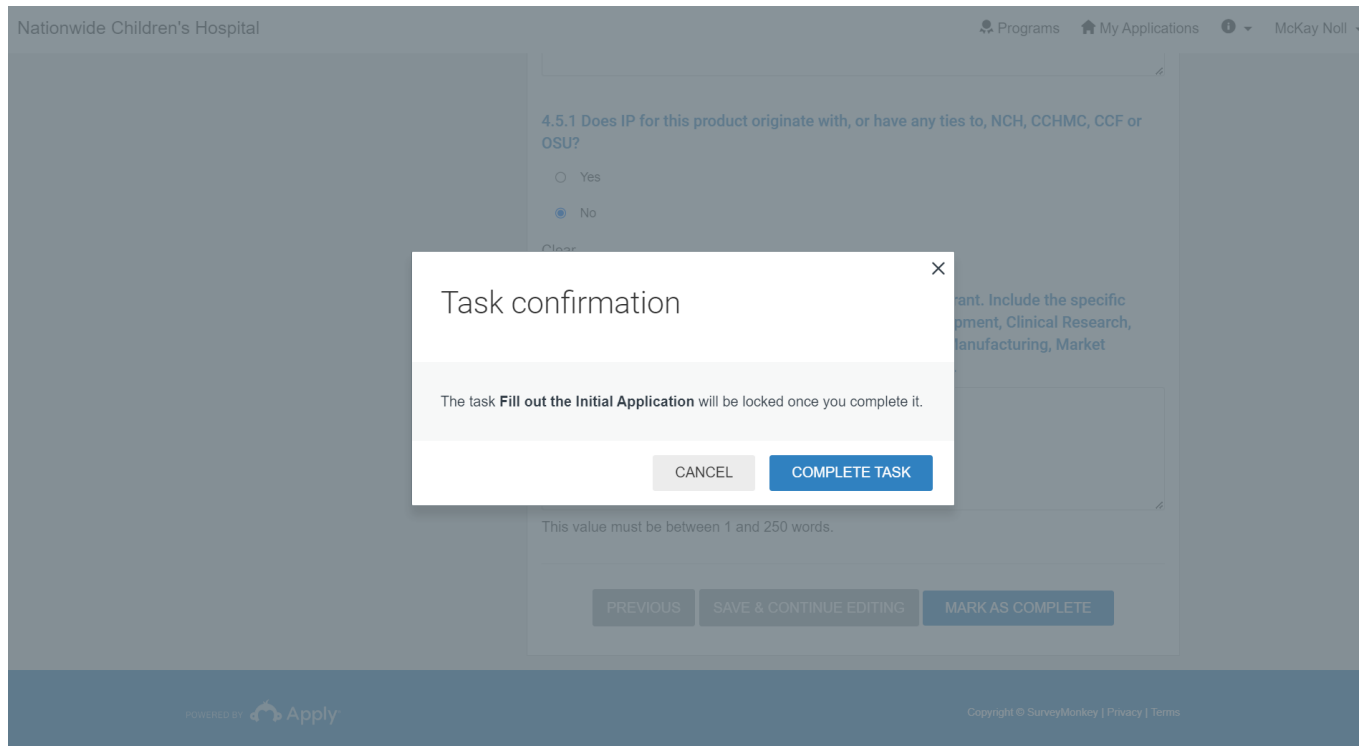 Nationwide Children's Hospital
Programs My Applications McKay Noll
4.5.1 Does IP for this product originate with, or have any ties to, NCH, CCHMC, CCF or
OSU?
Yes
No
Clear
Task confirmation
rant. Include the specific
pment, Clinical Research,
Manufacturing, Market
The task Fill out the Initial Application will be locked once you complete it.
CANCEL COMPLETE TASK
This value must be between 1 and 250 words.
PREVIOUS SAVE & CONTINUE EDITING MARK AS COMPLETE
POWERED BY Apply
Copyright © SurveyMonkey | Privacy | Terms